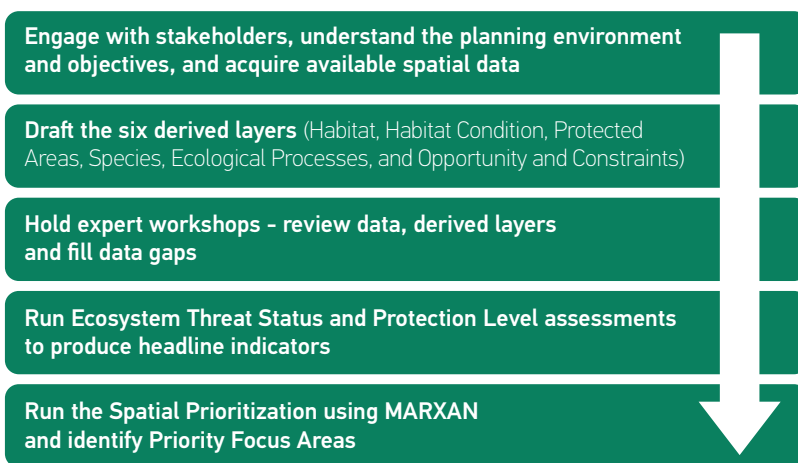 Engage with stakeholders, understand the planning environment
and objectives, and acquire available spatial data
Draft the six derived layers (Habitat, Habitat Condition, Protected
Areas, Species, Ecological Processes, and Opportunity and Constraints)
Hold expert workshops - review data, derived layers
and fill data gaps
Run Ecosystem Threat Status and Protection Level assessments
to produce headline indicators
Run the Spatial Prioritization using MARXAN
and identify Priority Focus Areas